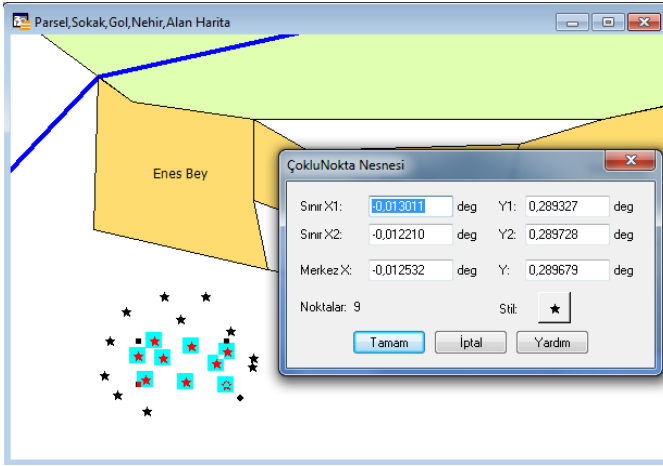 Parsel,Sokak,Gol,Nehir,Alan Harita
Enes Bey
ÇokluNokta Nesnesi
Sınır X1: -0,013011 deg Y1: 0,289327 deg
Sınır X2: -0,012210 deg Y2: 0,289728 deg
Merkez X: -0,012532 deg Y: 0,289679 deg
Noktalar: 9 Stil:
Tamam İptal Yardım